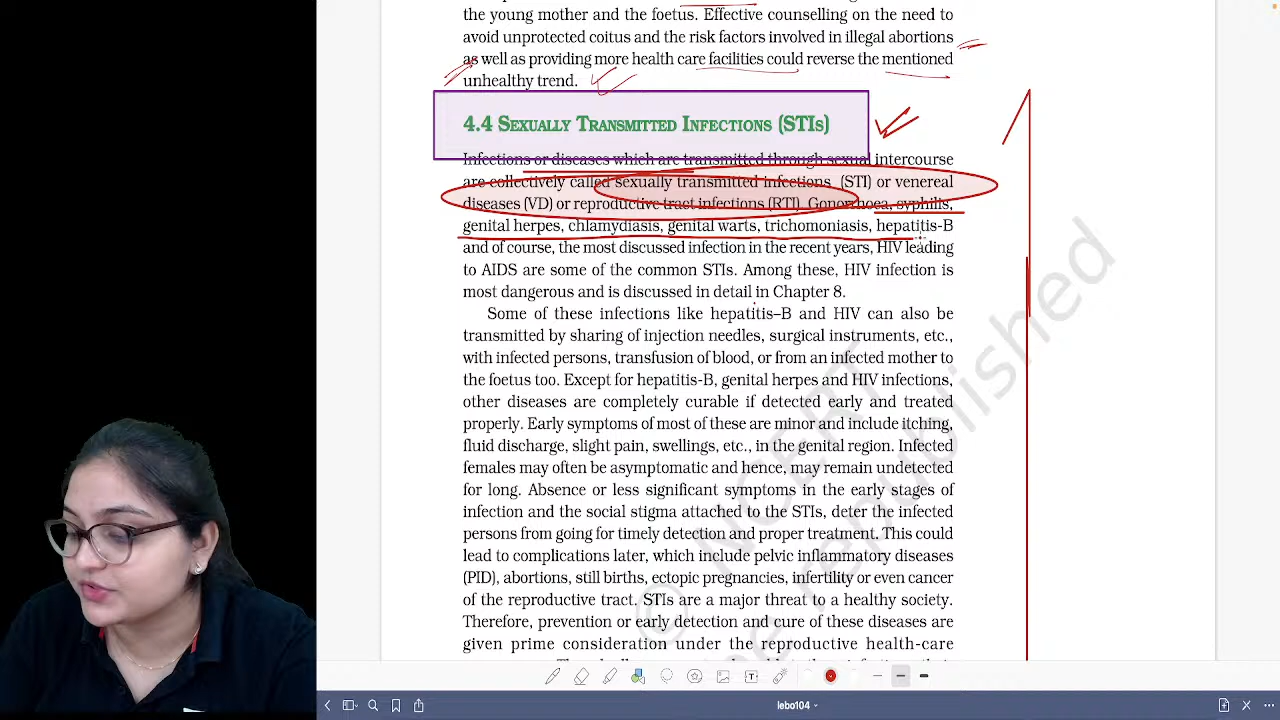 the young mother and the foetus. Effective counselling on the need to
avoid unprotected coitus and the risk factors involved in illegal abortions
as well as providing more health care facilities could reverse the mentioned
unhealthy trend.
4.4 SEXUALLY TRANSMITTED INFECTIONS (STIs)
Infections or diseases which are transmitted through sexual intercourse
are collectively called sexually transmitted infections (STI) or venereal
diseases (VD) or reproductive tract infections (RTI). Gonorrhoea, syphilis,
genital herpes, chlamydiasis, genital warts, trichomoniasis, hepatitis-B
and of course, the most discussed infection in the recent years, HIV leading
to AIDS are some of the common STIs. Among these, HIV infection is
most dangerous and is discussed in detail in Chapter 8.
Some of these infections like hepatitis–B and HIV can also be
transmitted by sharing of injection needles, surgical instruments, etc.,
with infected persons, transfusion of blood, or from an infected mother to
the foetus too. Except for hepatitis-B, genital herpes and HIV infections,
other diseases are completely curable if detected early and treated
properly. Early symptoms of most of these are minor and include itching,
fluid discharge, slight pain, swellings, etc., in the genital region. Infected
females may often be asymptomatic and hence, may remain undetected
for long. Absence or less significant symptoms in the early stages of
infection and the social stigma attached to the STIs, deter the infected
persons from going for timely detection and proper treatment. This could
lead to complications later, which include pelvic inflammatory diseases
(PID), abortions, still births, ectopic pregnancies, infertility or even cancer
of the reproductive tract. STIs are a major threat to a healthy society.
Therefore, prevention or early detection and cure of these diseases are
given prime consideration under the reproductive health-care
© NCERT
be republished
lebo104